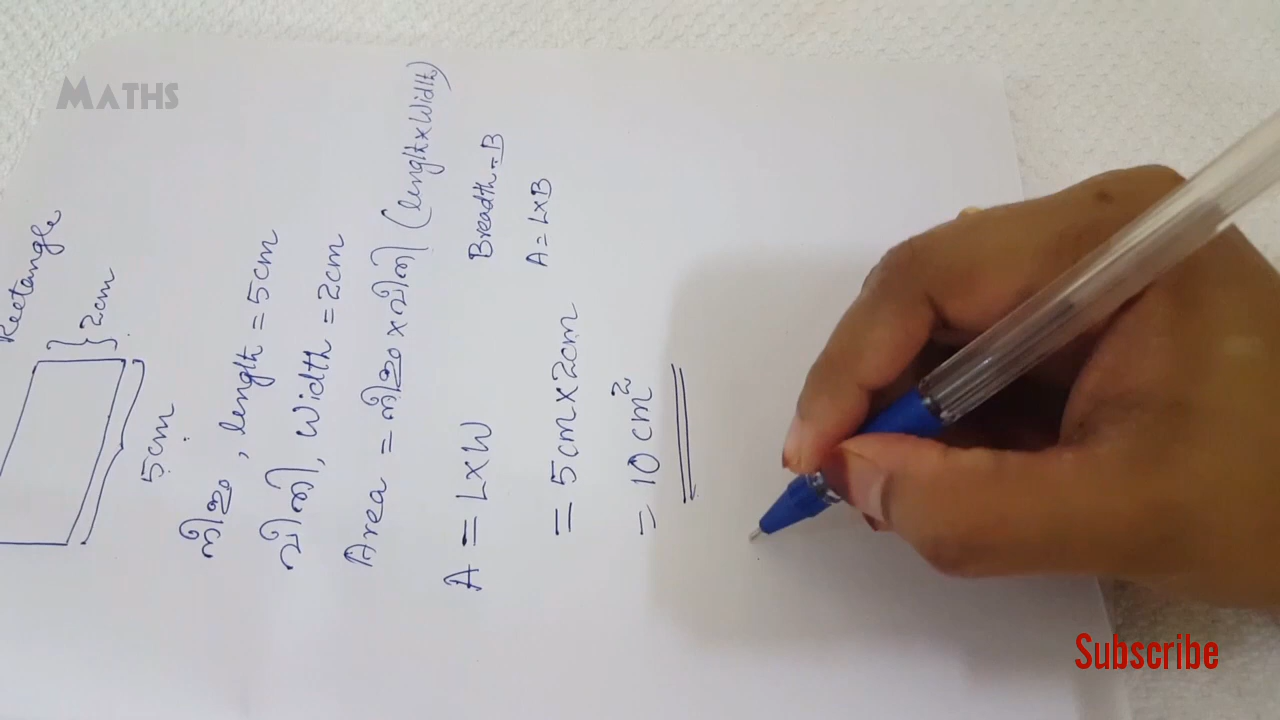 MATHS
Rectangle
2cm
5cm
നീളം, length = 5cm
വീതി, Width = 2cm
Area = നീളം x വീതി (length x Width)
A = L x W
Breadth = B
A = L x B
= 5cm x 2cm
= 10 cm²
Subscribe